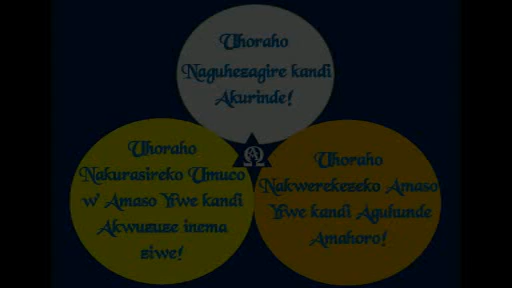 Uhoraho
Naguhezagire kandi
Akurinde!
Uhoraho
Nakurasireko Umuco
w' Amaso Yiwe kandi
Akwuzuze inema
ziwe!
Uhoraho
Nakwerekezeko Amaso
Yiwe kandi Aguhunde
Amahoro!